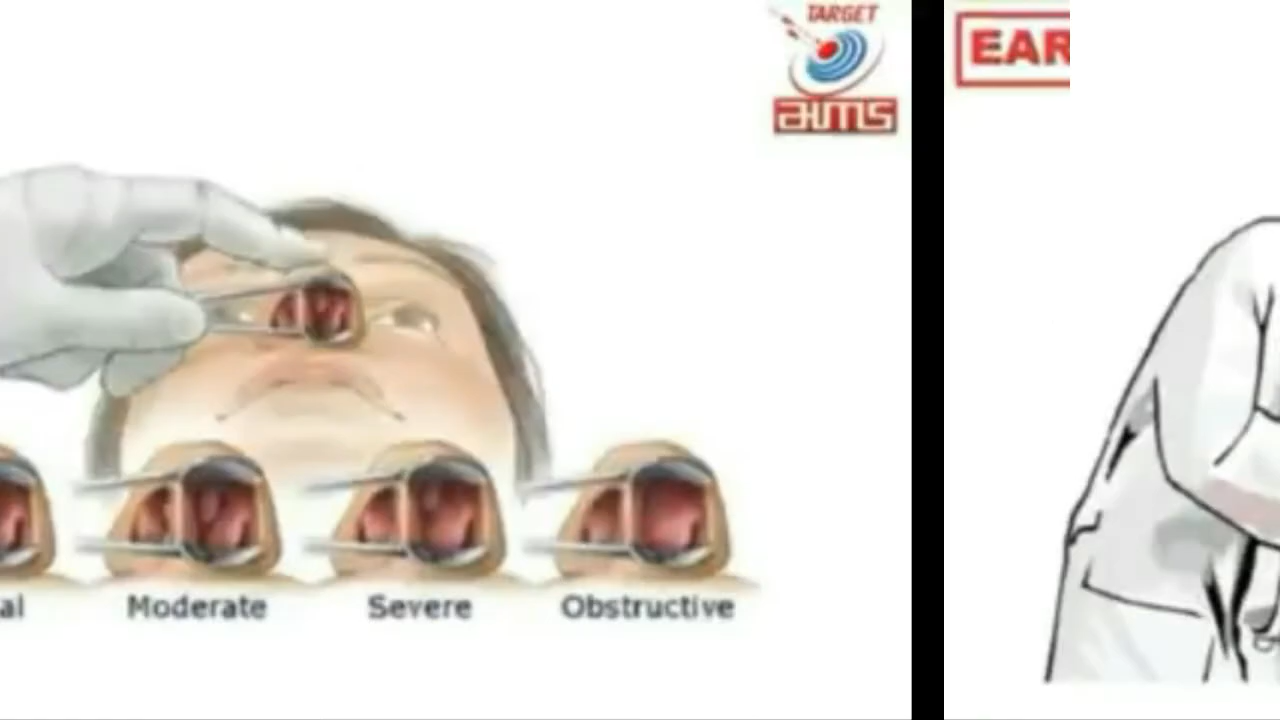 TARGET
aiims
EAR
al
Moderate
Severe
Obstructive